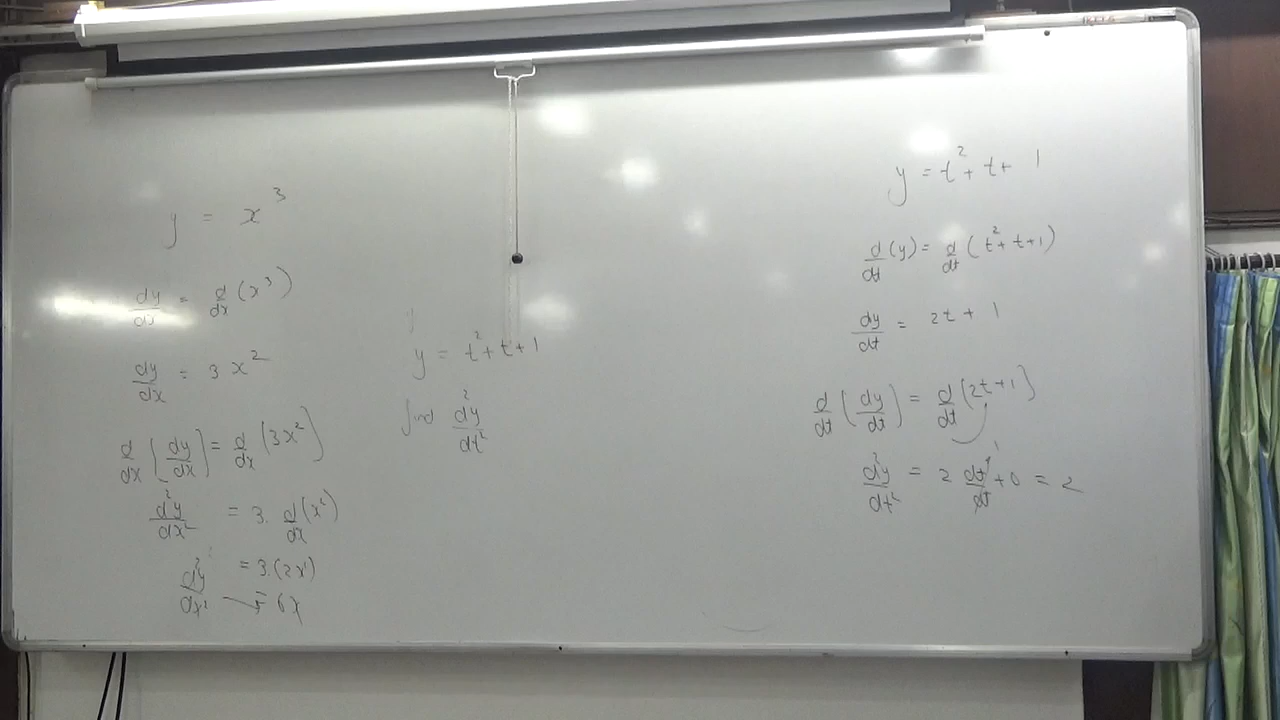 y = x³
dy/dx = d/dx (x³)
dy/dx = 3x²
d/dx (dy/dx) = d/dx (3x²)
d²y/dx² = 3. d/dx (x²)
d²y/dx² = 3.(2x¹)
= 6x
y = t²+t+1
find d²y/dt²
y = t²+t+1
d/dt (y) = d/dt (t²+t+1)
dy/dt = 2t+1
d/dt (dy/dt) = d/dt (2t+1)
d²y/dt² = 2 dt/dt + 0 = 2